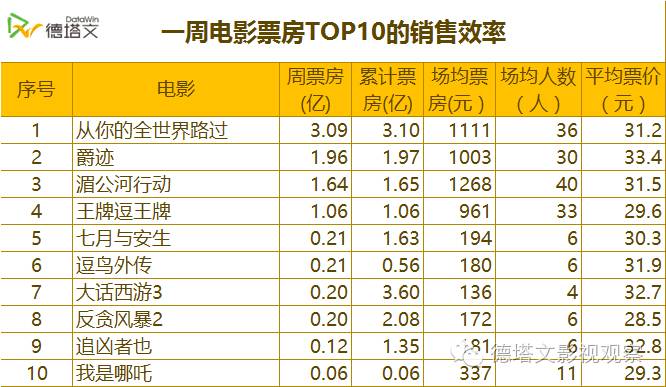 DataWin
德塔文
一周电影票房TOP10的销售效率
序号 电影 周票房(亿) 累计票房(亿) 场均票房(元) 场均人数(人) 平均票价(元)
1 从你的全世界路过 3.09 3.10 1111 36 31.2
2 爵迹 1.96 1.97 1003 30 33.4
3 湄公河行动 1.64 1.65 1268 40 31.5
4 王牌逗王牌 1.06 1.06 961 33 29.6
5 七月与安生 0.21 1.63 194 6 30.3
6 逗鸟外传 0.21 0.56 180 6 31.9
7 大话西游3 0.20 3.60 136 4 32.7
8 反贪风暴2 0.20 2.08 172 6 28.5
9 追凶者也 0.12 1.35 181 6 32.8
10 我是哪吒 0.06 0.06 337 11 29.3
德塔文影视观察